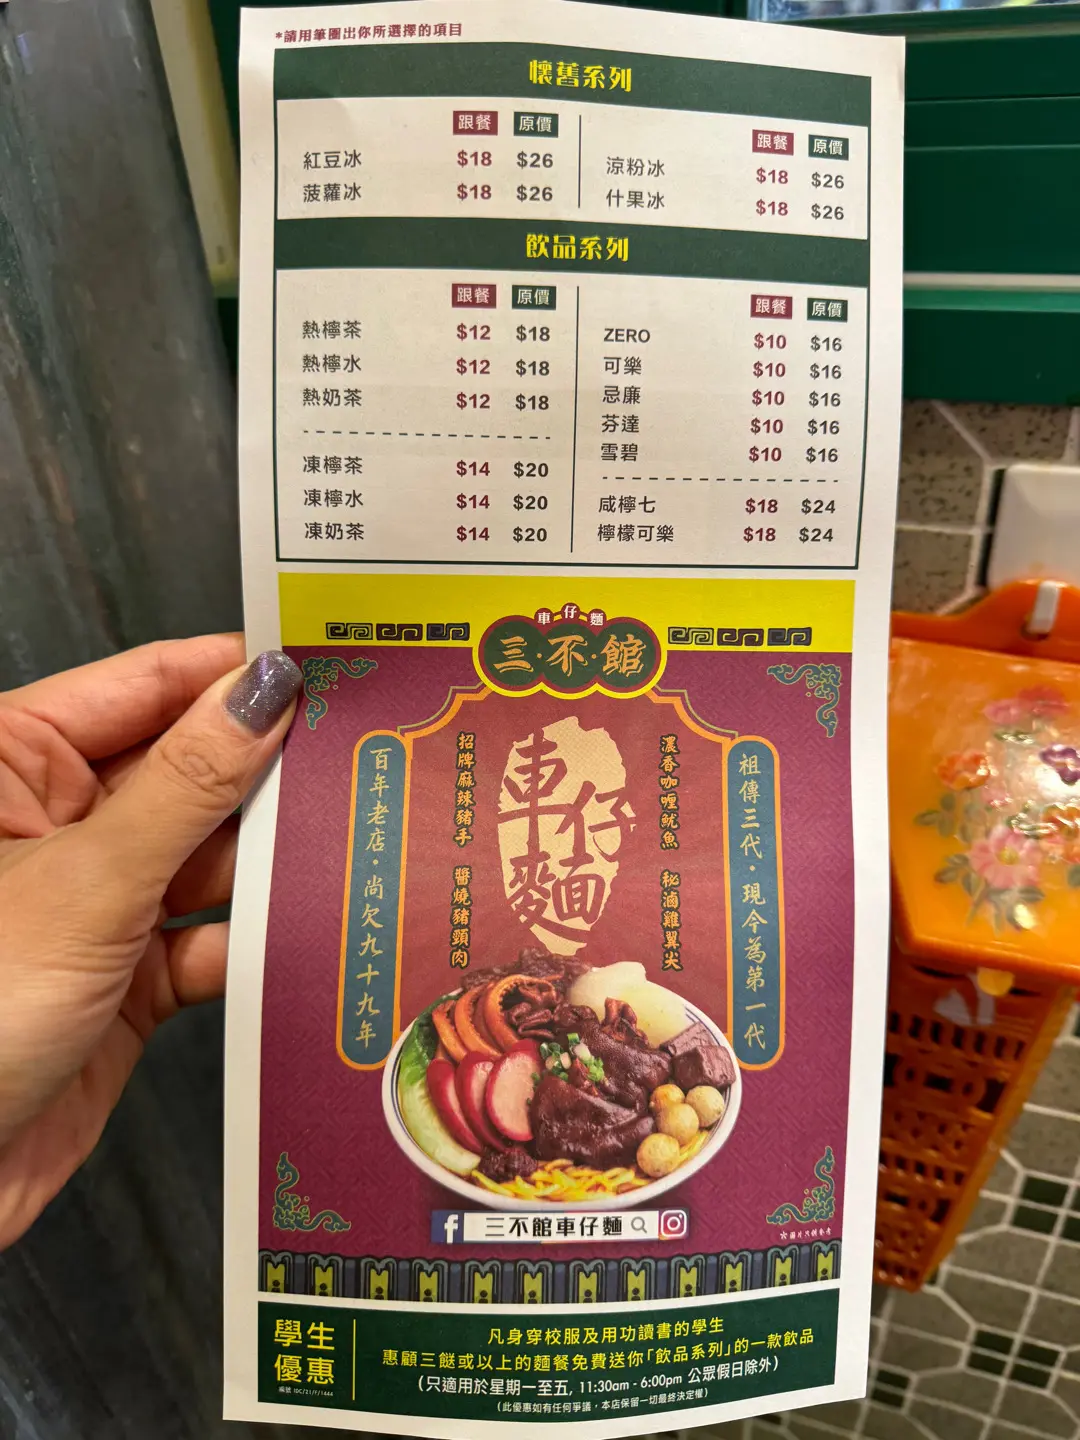 *請用筆圈出你所選擇的項目
懷舊系列
跟餐 原價
紅豆冰 $18 $26
菠蘿冰 $18 $26
跟餐 原價
涼粉冰 $18 $26
什果冰 $18 $26
飲品系列
跟餐 原價
熱檸茶 $12 $18
熱檸水 $12 $18
熱奶茶 $12 $18
凍檸茶 $14 $20
凍檸水 $14 $20
凍奶茶 $14 $20
跟餐 原價
ZERO $10 $16
可樂 $10 $16
忌廉 $10 $16
芬達 $10 $16
雪碧 $10 $16
咸檸七 $18 $24
檸檬可樂 $18 $24
車仔麵
三·不·館
祖傳三代·現今為第一代
濃香咖喱魷魚 秘滷雞翼尖
車仔麵
招牌麻辣豬手 醬燒豬頸肉
百年老店·尚欠九十九年
三不館車仔麵
☆圖片只供參考
學生
優惠
編號 IDC/21/F/1444
凡身穿校服及用功讀書的學生
惠顧三餸或以上的麵餐免費送你「飲品系列」的一款飲品
(只適用於星期一至五, 11:30am - 6:00pm 公眾假日除外)
(此優惠如有任何爭議，本店保留一切最終決定權)